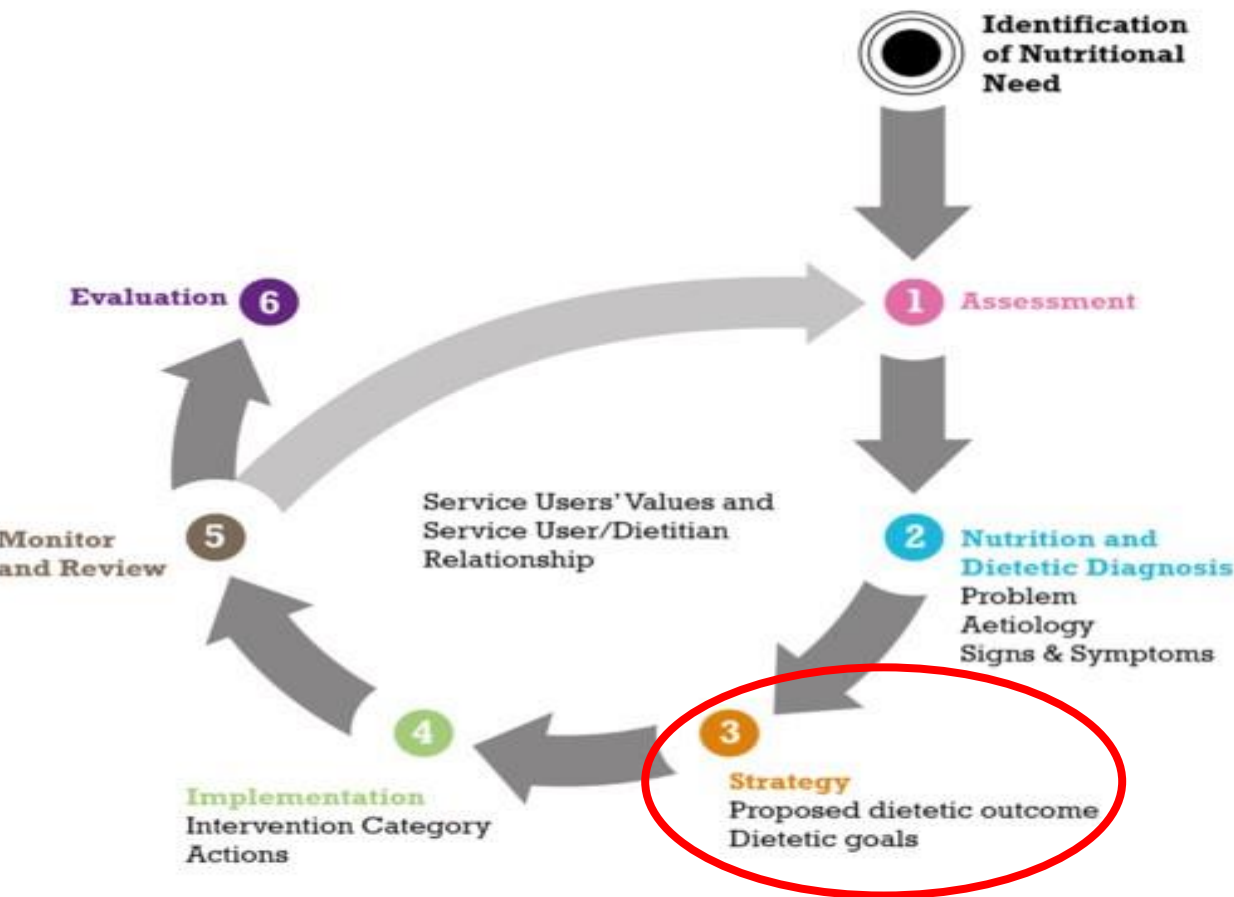 Identification
of Nutritional
Need
1 Assessment
2 Nutrition and
Dietetic Diagnosis
Problem
Aetiology
Signs & Symptoms
3
Strategy
Proposed dietetic outcome
Dietetic goals
4
Implementation
Intervention Category
Actions
Monitor
and Review
5
Evaluation 6
Service Users' Values and
Service User/Dietitian
Relationship